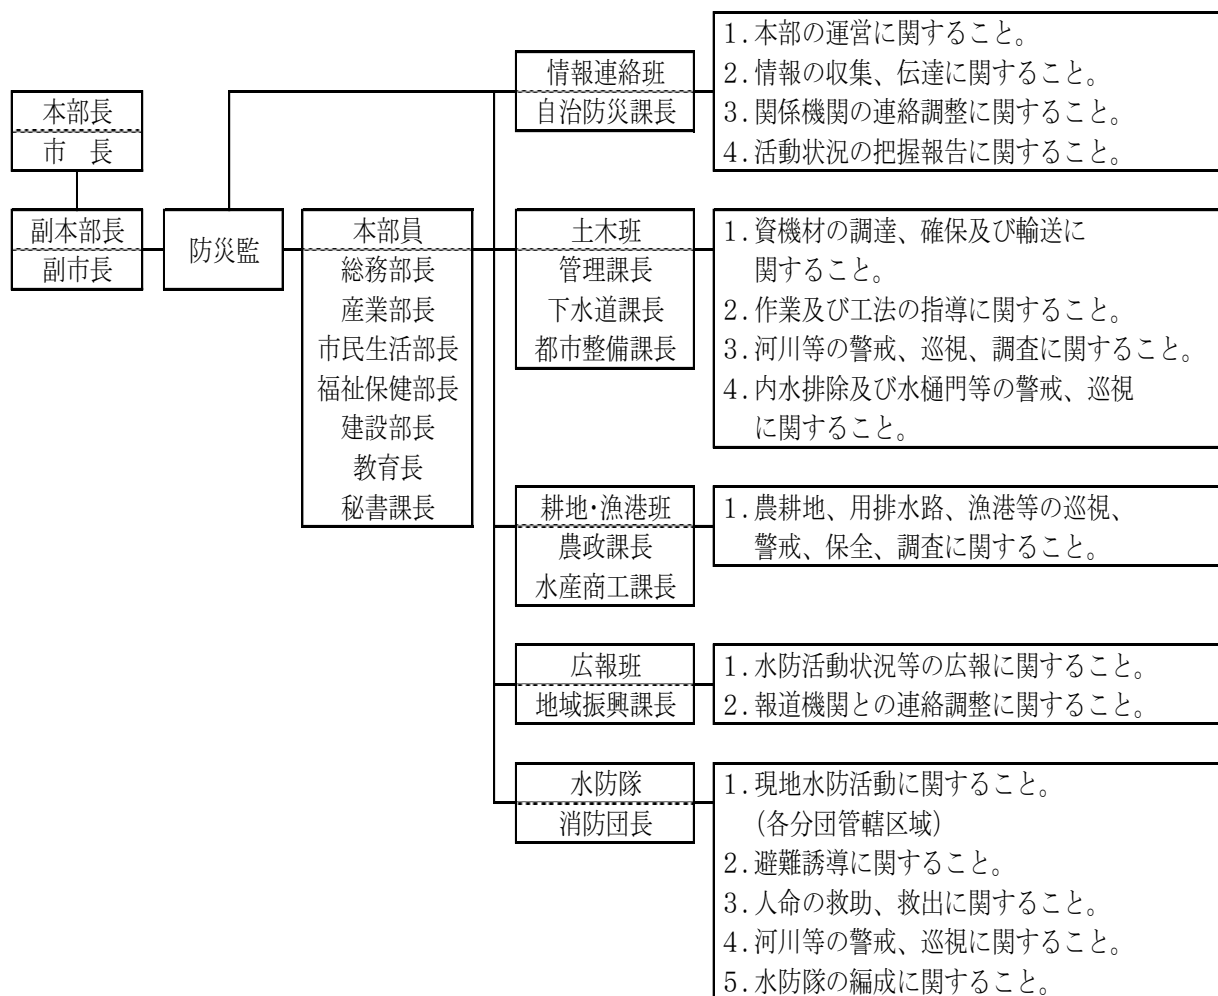 本部長
市　長
副本部長
副市長
防災監
本部員
総務部長
産業部長
市民生活部長
福祉保健部長
建設部長
教育長
秘書課長
情報連絡班
自治防災課長
1.本部の運営に関すること。
2.情報の収集、伝達に関すること。
3.関係機関の連絡調整に関すること。
4.活動状況の把握報告に関すること。
土木班
管理課長
下水道課長
都市整備課長
1.資機材の調達、確保及び輸送に
関すること。
2.作業及び工法の指導に関すること。
3.河川等の警戒、巡視、調査に関すること。
4.内水排除及び水樋門等の警戒、巡視
に関すること。
耕地・漁港班
農政課長
水産商工課長
1.農耕地、用排水路、漁港等の巡視、
警戒、保全、調査に関すること。
広報班
地域振興課長
1.水防活動状況等の広報に関すること。
2.報道機関との連絡調整に関すること。
水防隊
消防団長
1.現地水防活動に関すること。
(各分団管轄区域)
2.避難誘導に関すること。
3.人命の救助、救出に関すること。
4.河川等の警戒、巡視に関すること。
5.水防隊の編成に関すること。